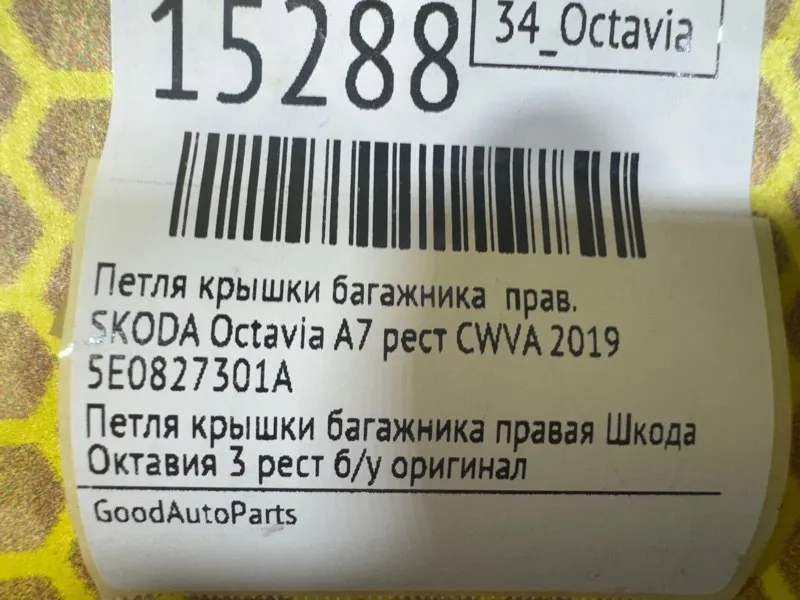 15288
34_Octavia
Петля крышки багажника прав.
SKODA Octavia A7 рест CWVA 2019
5E0827301A
Петля крышки багажника правая Шкода
Октавия 3 рест б/у оригинал
GoodAutoParts